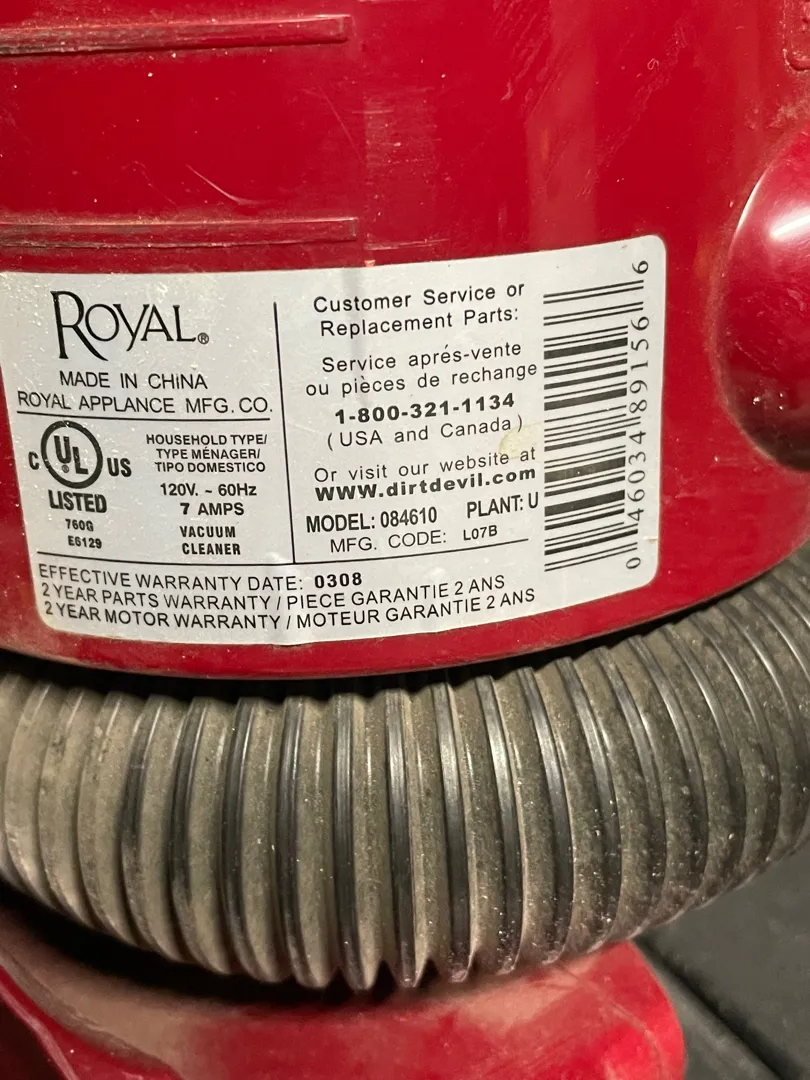 ROYAL®
MADE IN CHINA
ROYAL APPLANCE MFG. CO.
C UL US
LISTED
760G
E6129
HOUSEHOLD TYPE/
TYPE MÉNAGER/
TIPO DOMESTICO
120V. ~ 60Hz
7 AMPS
VACUUM
CLEANER
Customer Service or
Replacement Parts:
Service aprés-vente
ou pièces de rechange
1-800-321-1134
(USA and Canada)
Or visit our website at
www.dirtdevil.com
MODEL: 084610 PLANT: U
MFG. CODE: L07B
EFFECTIVE WARRANTY DATE: 0308
2 YEAR PARTS WARRANTY / PIECE GARANTIE 2 ANS
2 YEAR MOTOR WARRANTY / MOTEUR GARANTIE 2 ANS
0 46034 89156 6